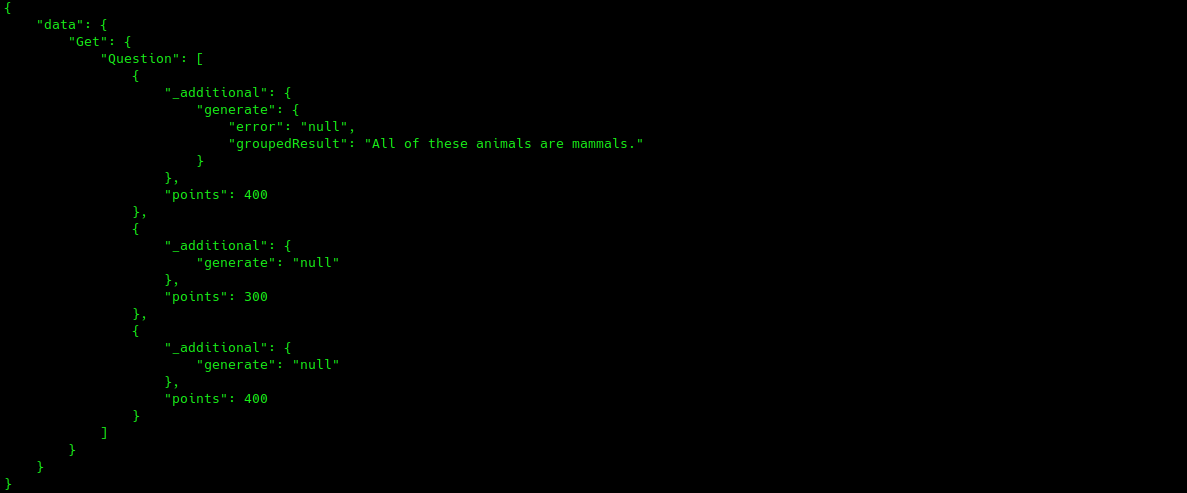 {
    "data": {
        "Get": {
            "Question": [
                {
                    "_additional": {
                        "generate": {
                            "error": "null",
                            "groupedResult": "All of these animals are mammals."
                        }
                    },
                    "points": 400
                },
                {
                    "_additional": {
                        "generate": "null"
                    },
                    "points": 300
                },
                {
                    "_additional": {
                        "generate": "null"
                    },
                    "points": 400
                }
            ]
        }
    }
}